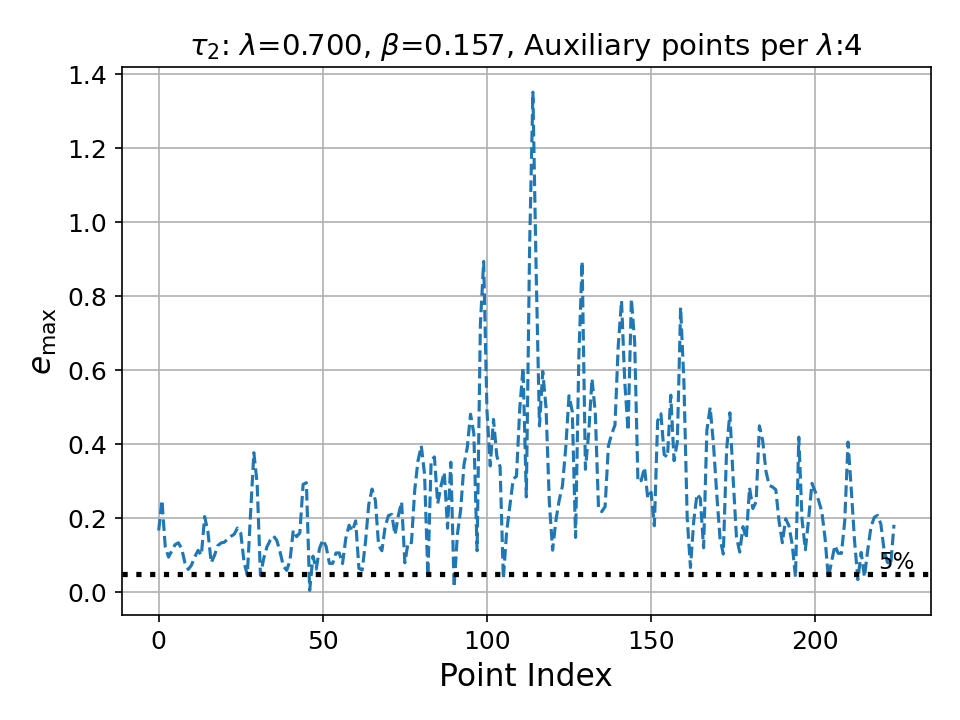 τ₂: λ=0.700, β=0.157, Auxiliary points per λ:4
1.4
1.2
1.0
0.8
0.6
0.4
0.2
0.0
e_max
5%
0 50 100 150 200
Point Index